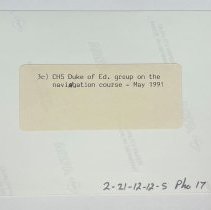 3c) CHS Duke of Ed. group on the
navigation course - May 1991
2-21-12-12-5 Pho 17